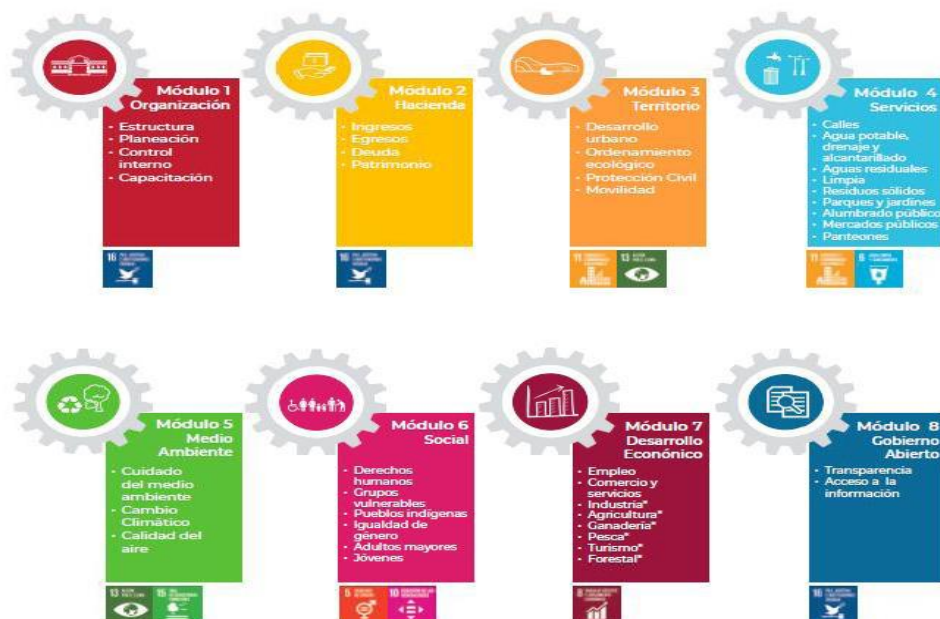 Módulo 1
Organización
- Estructura
- Planeación
- Control
interno
- Capacitación
16
Módulo 2
Hacienda
- Ingresos
- Egresos
- Deuda
- Patrimonio
16
Módulo 3
Territorio
- Desarrollo
urbano
- Ordenamiento
ecológico
- Protección Civil
- Movilidad
11
13
Módulo 4
Servicios
- Calles
- Agua potable,
drenaje y
alcantarillado
- Aguas residuales
- Limpia
- Residuos sólidos
- Parques y jardines
- Alumbrado público
- Mercados públicos
- Panteones
11
6
Módulo 5
Medio
Ambiente
- Cuidado
del medio
ambiente
- Cambio
Climático
- Calidad del
aire
13
15
Módulo 6
Social
- Derechos
humanos
- Grupos
vulnerables
- Pueblos indígenas
- Igualdad de
género
- Adultos mayores
- Jóvenes
5
10
Módulo 7
Desarrollo
Econónico
- Empleo
- Comercio y
servicios
- Industria*
- Agricultura*
- Ganadería*
- Pesca*
- Turismo*
- Forestal*
8
Módulo 8
Gobierno
Abierto
- Transparencia
- Acceso a la
información
16